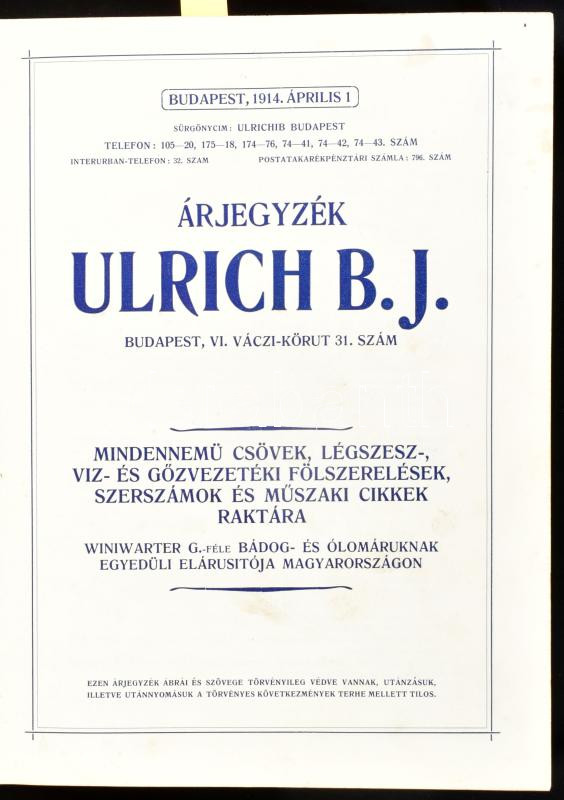 BUDAPEST, 1914. ÁPRILIS 1
SÜRGÖNYCIM: ULRICHIB BUDAPEST
TELEFON: 105—20, 175—18, 174—76, 74—41, 74—42, 74—43. SZÁM
INTERURBAN-TELEFON: 32. SZAM POSTATAKARÉKPÉNZTÁRI SZÁMLA: 796. SZÁM
ÁRJEGYZÉK
ULRICH B. J.
BUDAPEST, VI. VÁCZI-KÖRUT 31. SZÁM
MINDENNEMÜ CSÖVEK, LÉGSZESZ-,
VIZ- ÉS GŐZVEZETÉKI FÖLSZERELÉSEK,
SZERSZÁMOK ÉS MŰSZAKI CIKKEK
RAKTÁRA
WINIWARTER G.-FÉLE BÁDOG- ÉS ÓLOMÁRUKNAK
EGYEDÜLI ELÁRUSITÓJA MAGYARORSZÁGON
EZEN ÁRJEGYZÉK ÁBRÁI ÉS SZÖVEGE TÖRVÉNYILEG VÉDVE VANNAK, UTÁNZÁSUK,
ILLETVE UTÁNNYOMÁSUK A TÖRVÉNYES KÖVETKEZMÉNYEK TERHE MELLETT TILOS.